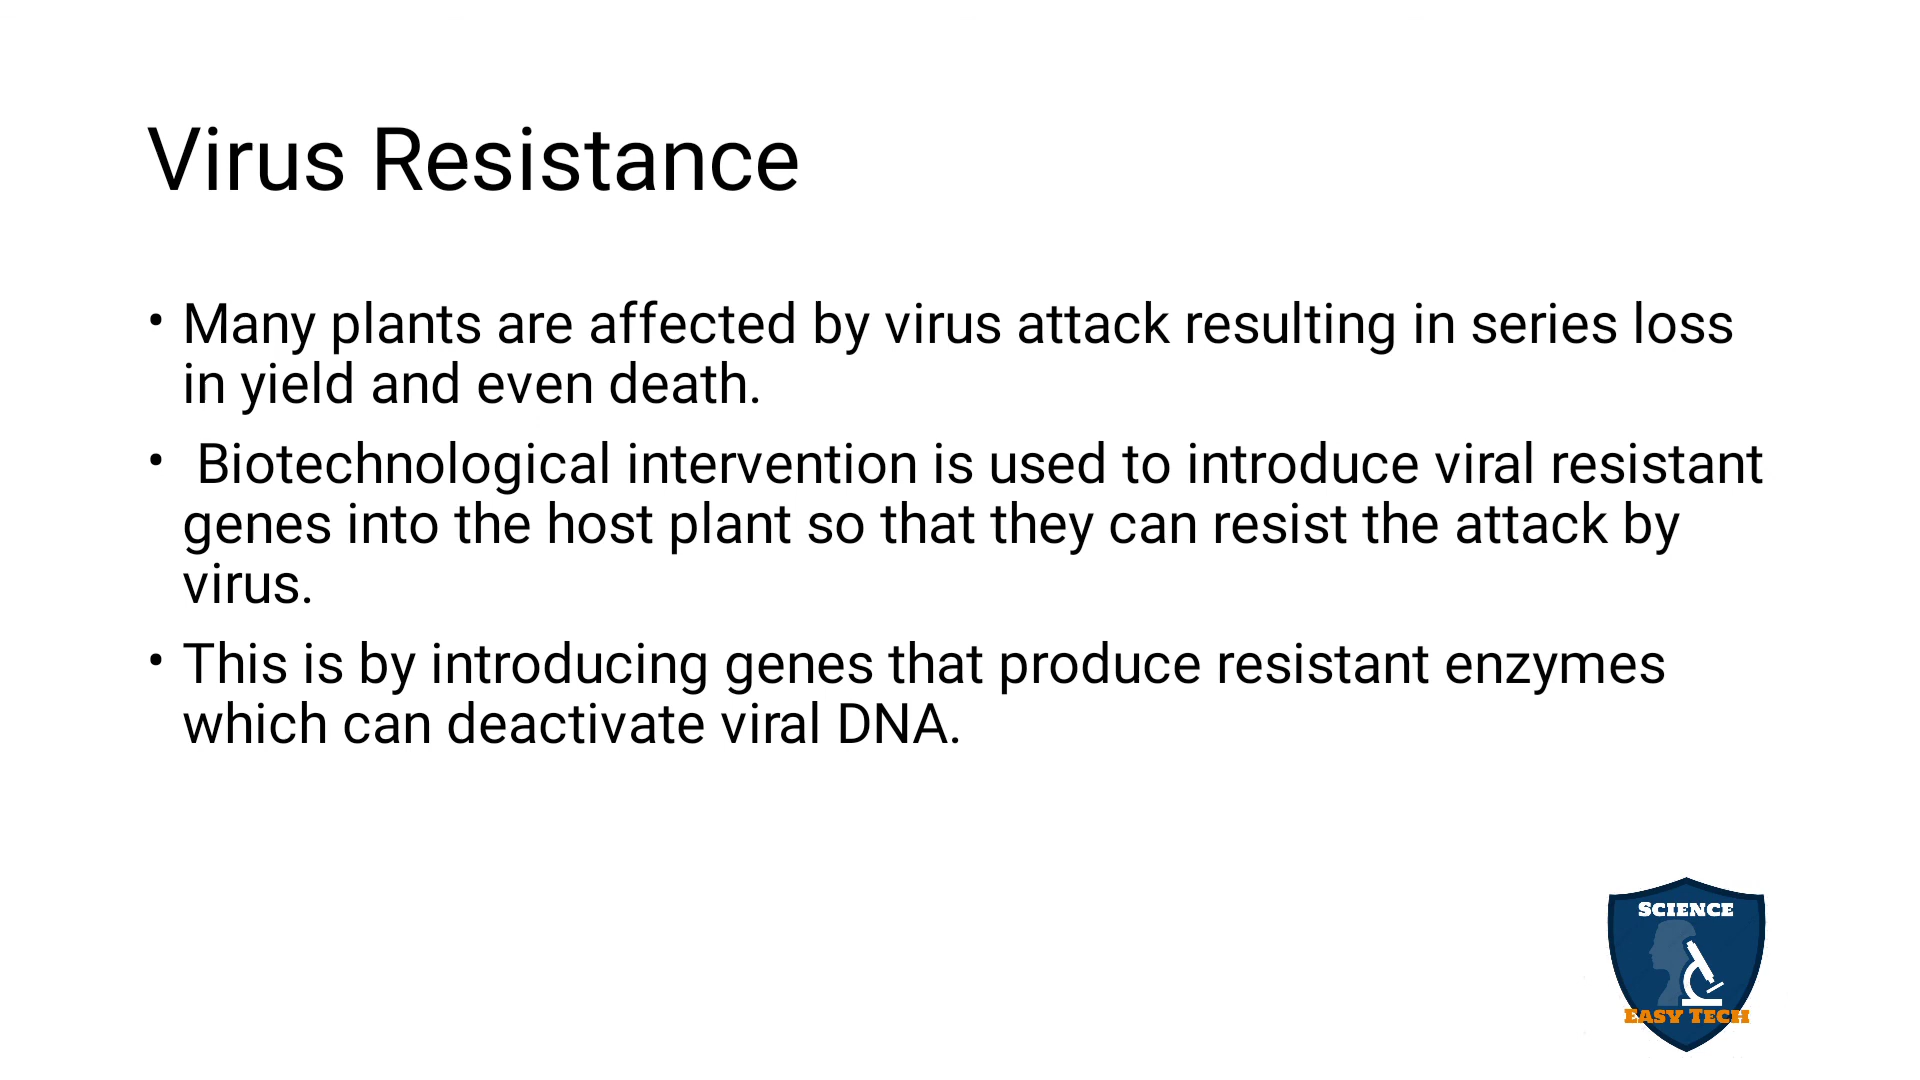 Virus Resistance
• Many plants are affected by virus attack resulting in series loss
in yield and even death.
• Biotechnological intervention is used to introduce viral resistant
genes into the host plant so that they can resist the attack by
virus.
• This is by introducing genes that produce resistant enzymes
which can deactivate viral DNA.
SCIENCE
EASY TECH